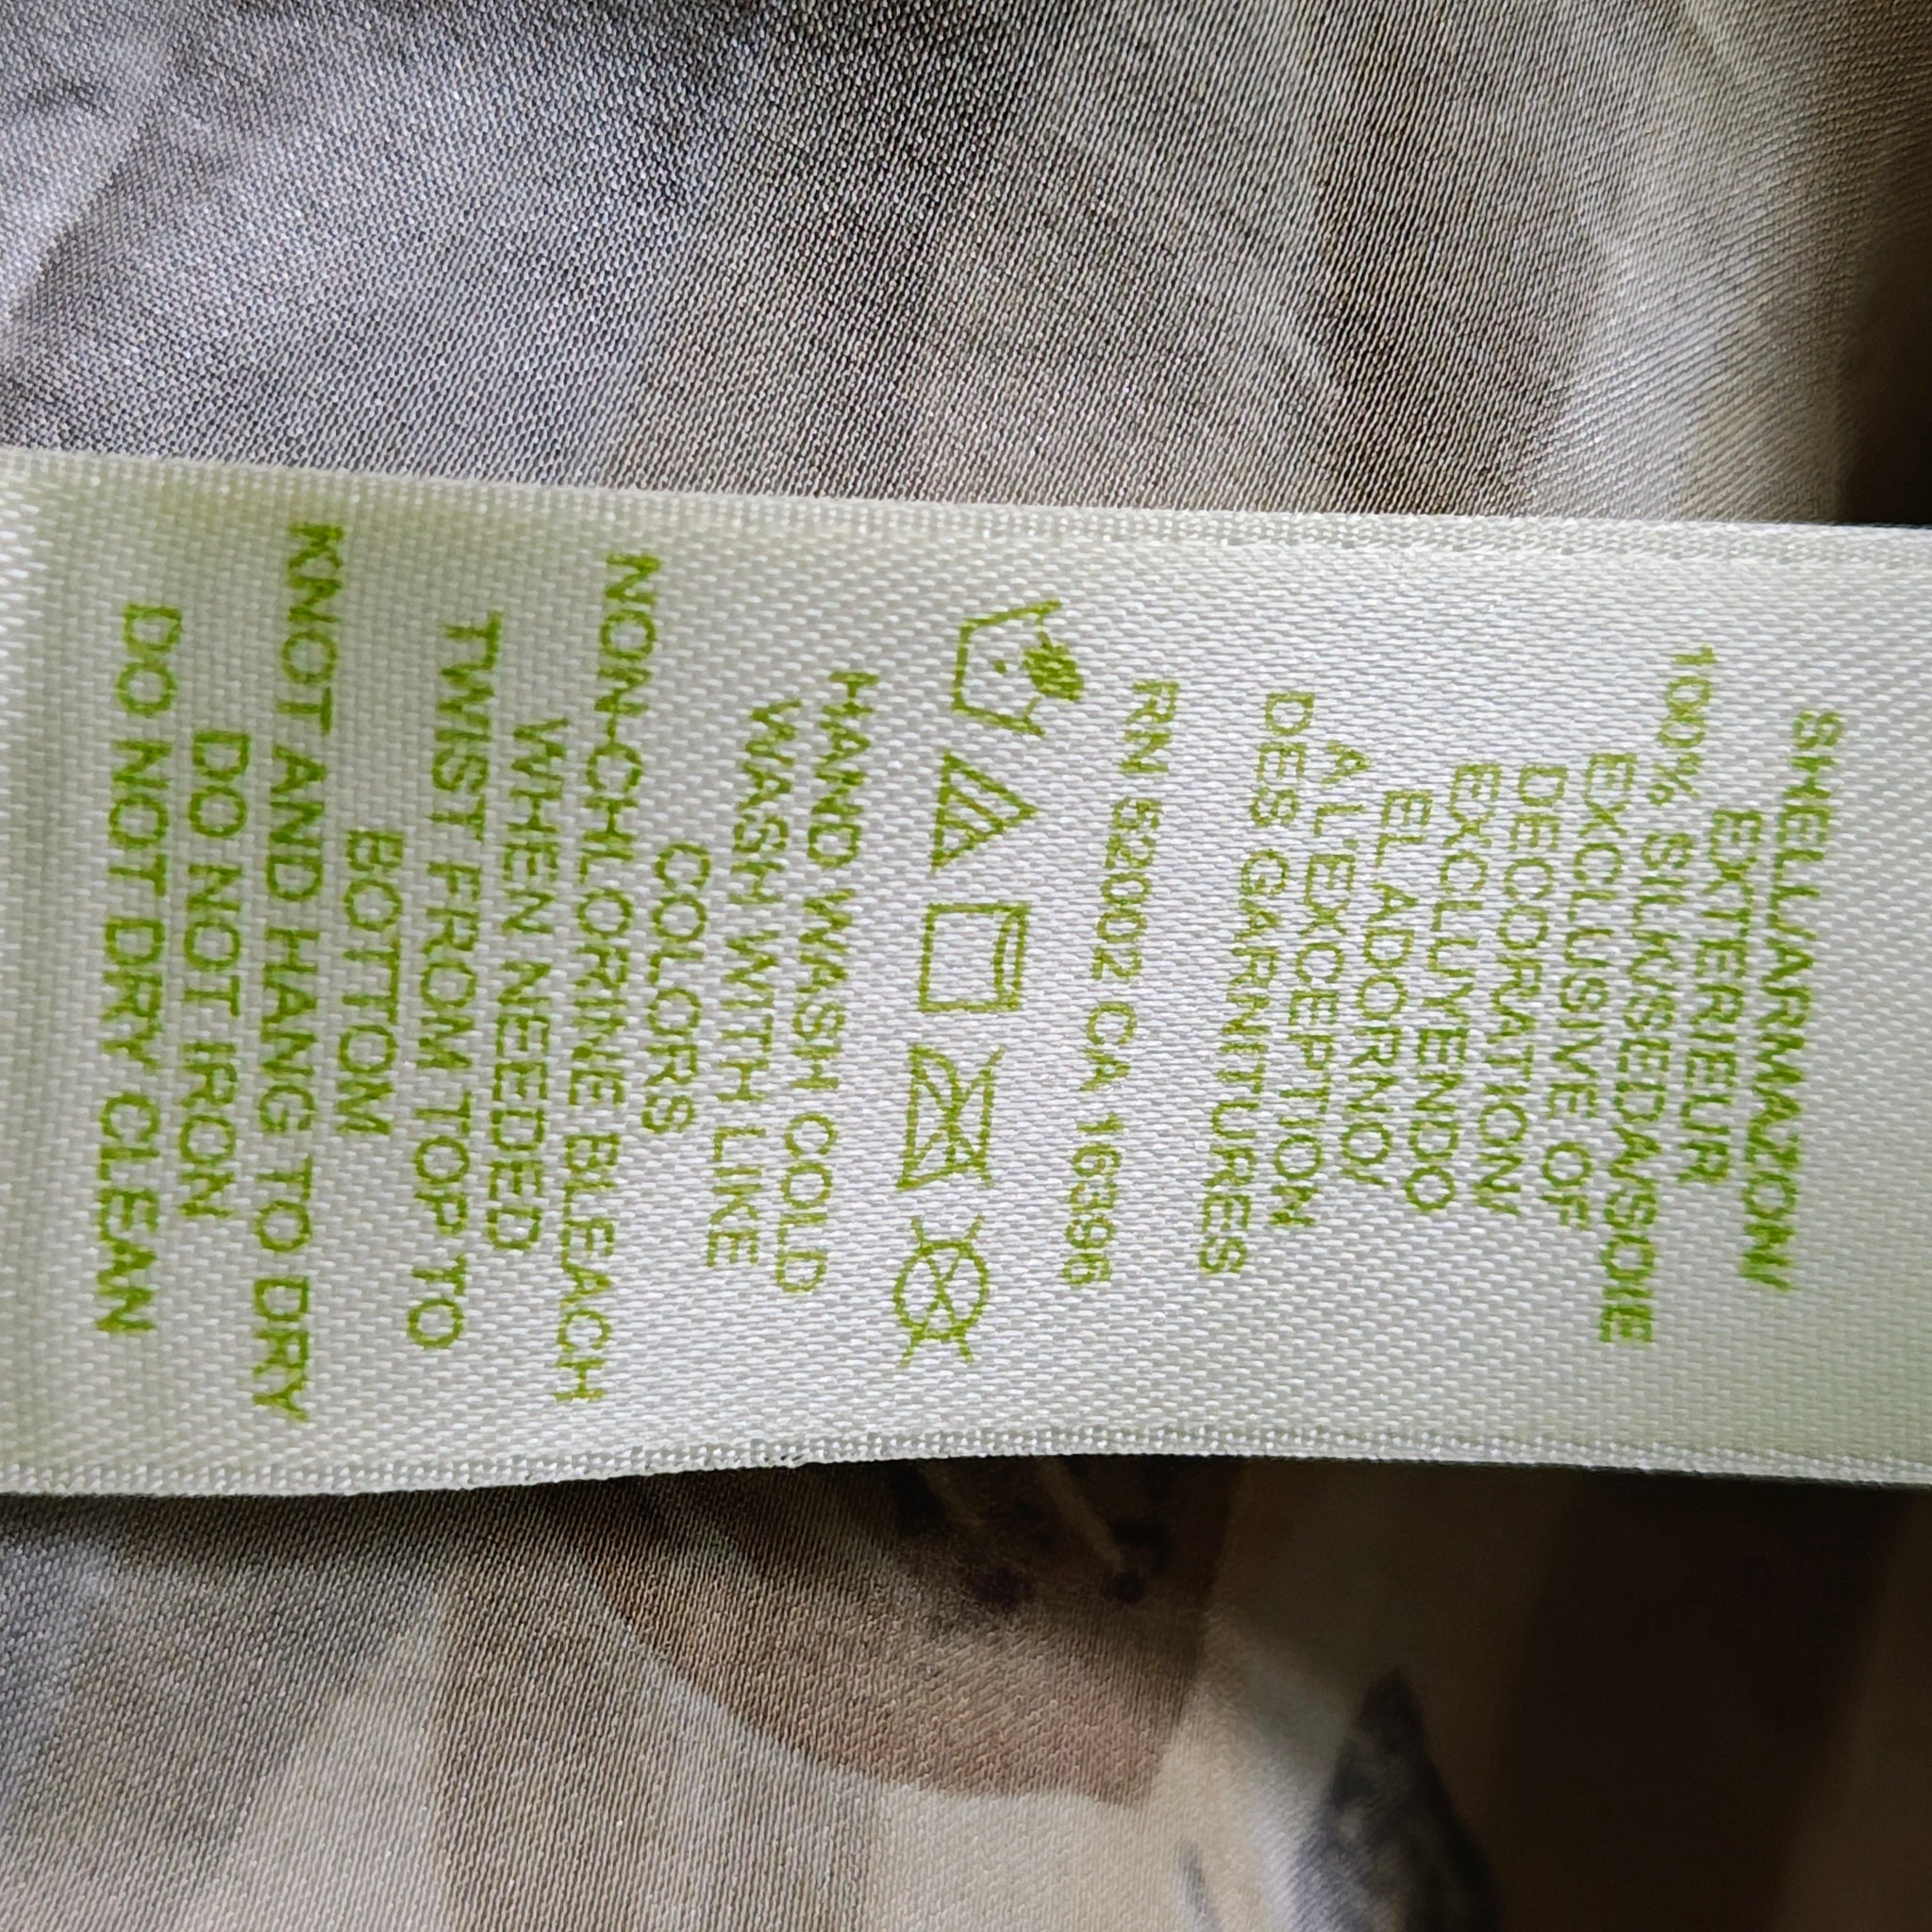 SHELL/ARMAZON/
EXTERIEUR
100% SILK/SEDA/SOIE
EXCLUSIVE OF
DECORATION/
EXCLUYENDO
EL ADORNO/
A L'EXCEPTION
DES GARNITURES
RN 52002 CA 16396
HAND WASH COLD
WASH WITH LIKE
COLORS
NON-CHLORINE BLEACH
WHEN NEEDED
TWIST FROM TOP TO
BOTTOM
KNOT AND HANG TO DRY
DO NOT IRON
DO NOT DRY CLEAN